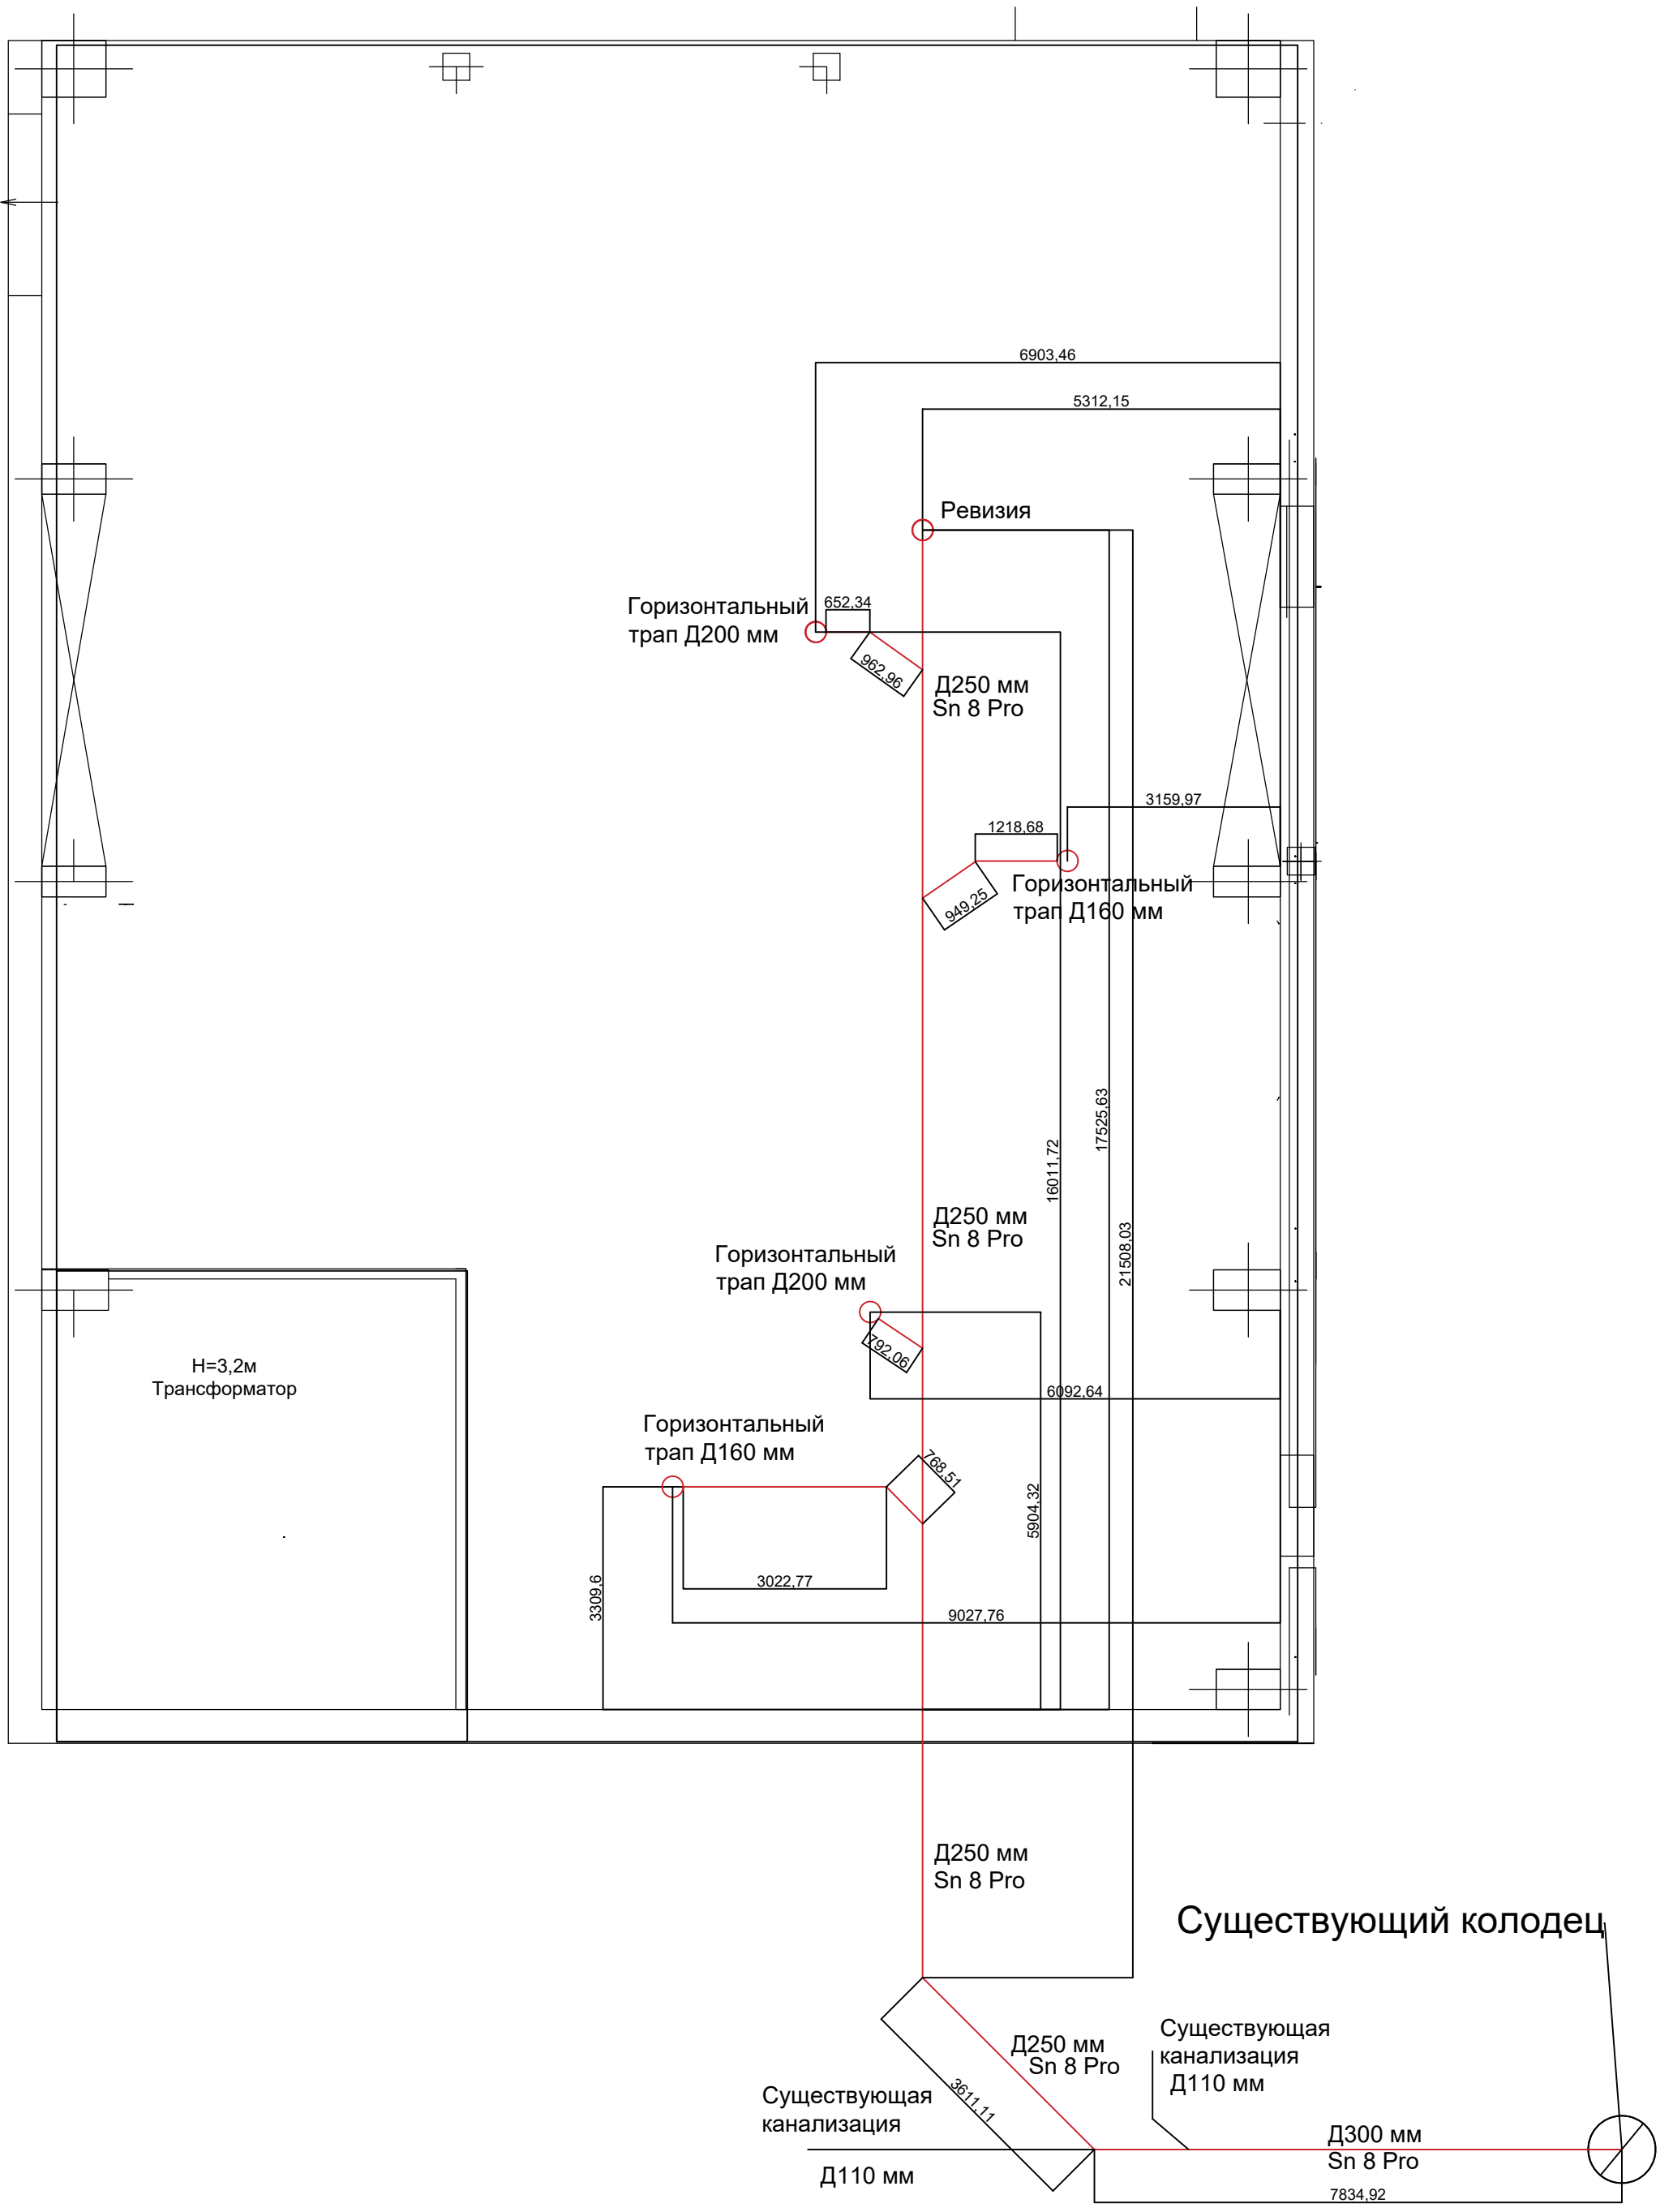 6903,46
5312,15
Ревизия
Горизонтальный
трап Д200 мм
652,34
962,96
Д250 мм
Sn 8 Pro
3159,97
1218,68
949,25
Горизонтальный
трап Д160 мм
17525,63
16011,72
21508,03
Д250 мм
Sn 8 Pro
Горизонтальный
трап Д200 мм
792,06
6092,64
Н=3,2м
Трансформатор
Горизонтальный
трап Д160 мм
768,51
5904,32
3309,6
3022,77
9027,76
Д250 мм
Sn 8 Pro
Существующий колодец
Д250 мм
Sn 8 Pro
Существующая
канализация
Д110 мм
3611,11
Существующая
канализация
Д110 мм
Д300 мм
Sn 8 Pro
7834,92